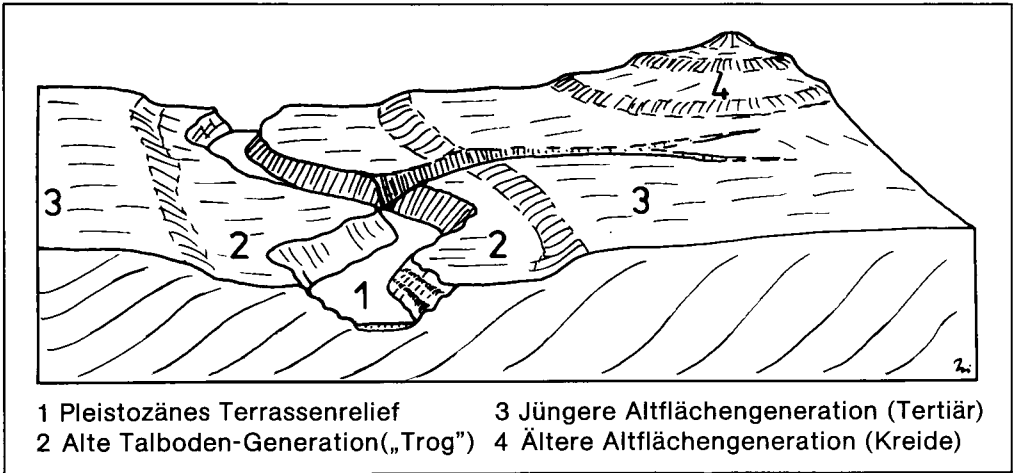 3
2
1
2
3
4
1 Pleistozänes Terrassenrelief
2 Alte Talboden-Generation(„Trog")
3 Jüngere Altflächengeneration (Tertiär)
4 Ältere Altflächengeneration (Kreide)